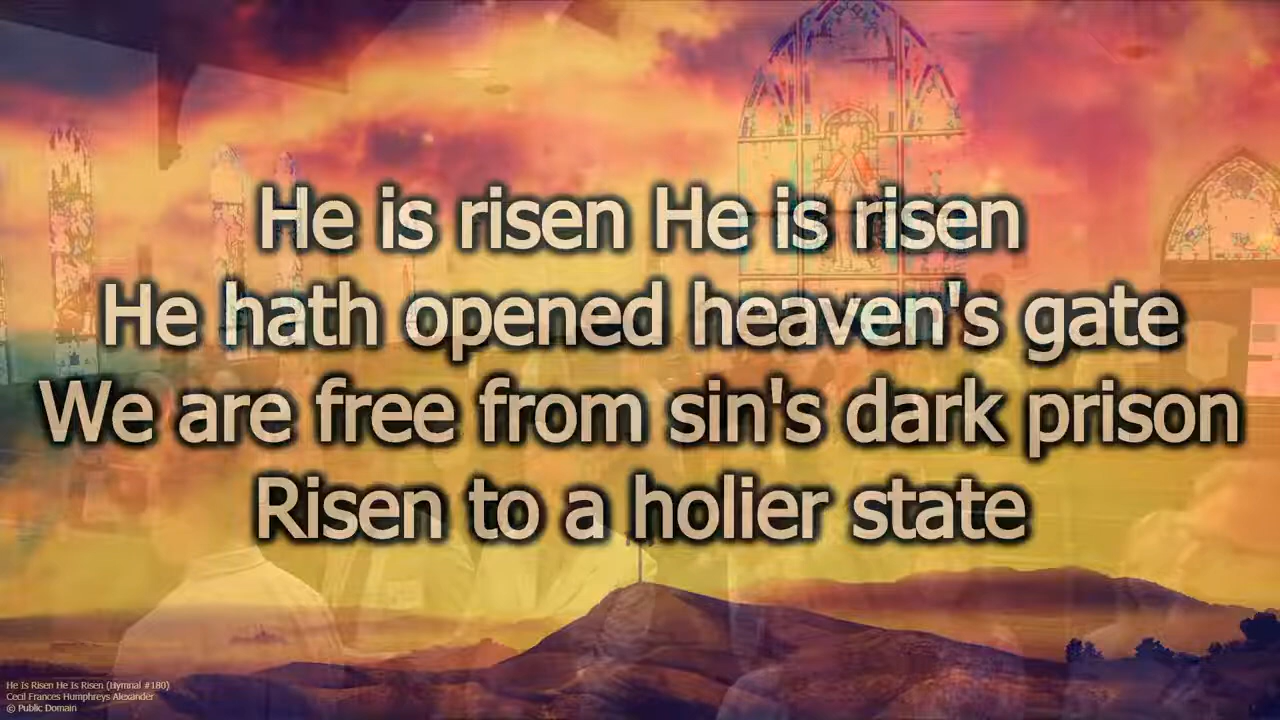 He is risen He is risen
He hath opened heaven's gate
We are free from sin's dark prison
Risen to a holier state
He Is Risen He Is Risen (Hymnal #180)
Cecil Frances Humphreys Alexander
© Public Domain